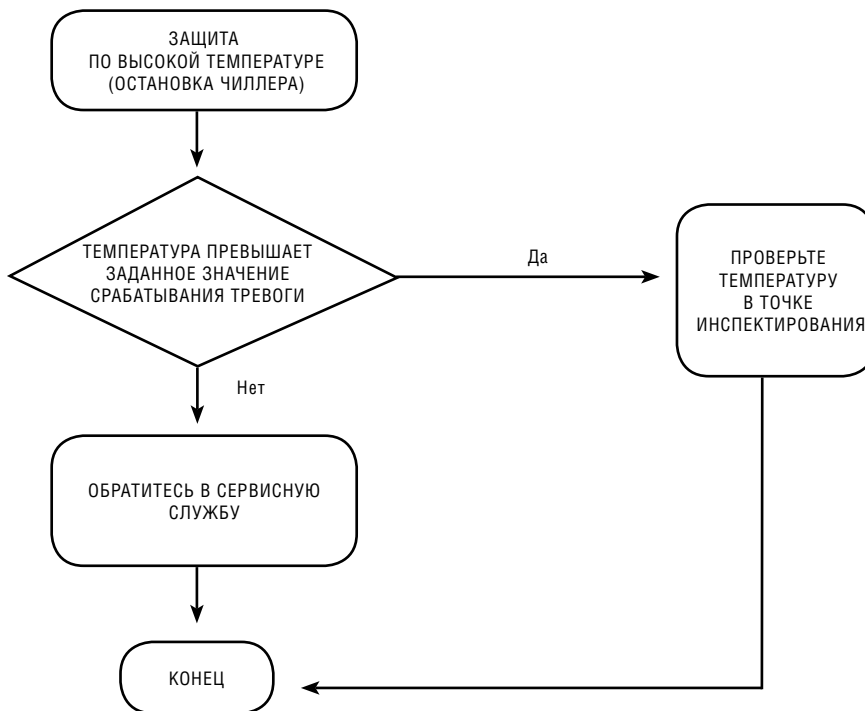 ЗАЩИТА
ПО ВЫСОКОЙ ТЕМПЕРАТУРЕ
(ОСТАНОВКА ЧИЛЛЕРА)
ТЕМПЕРАТУРА ПРЕВЫШАЕТ
ЗАДАННОЕ ЗНАЧЕНИЕ
СРАБАТЫВАНИЯ ТРЕВОГИ
Да
ПРОВЕРЬТЕ
ТЕМПЕРАТУРУ
В ТОЧКЕ
ИНСПЕКТИРОВАНИЯ
Нет
ОБРАТИТЕСЬ В СЕРВИСНУЮ
СЛУЖБУ
КОНЕЦ